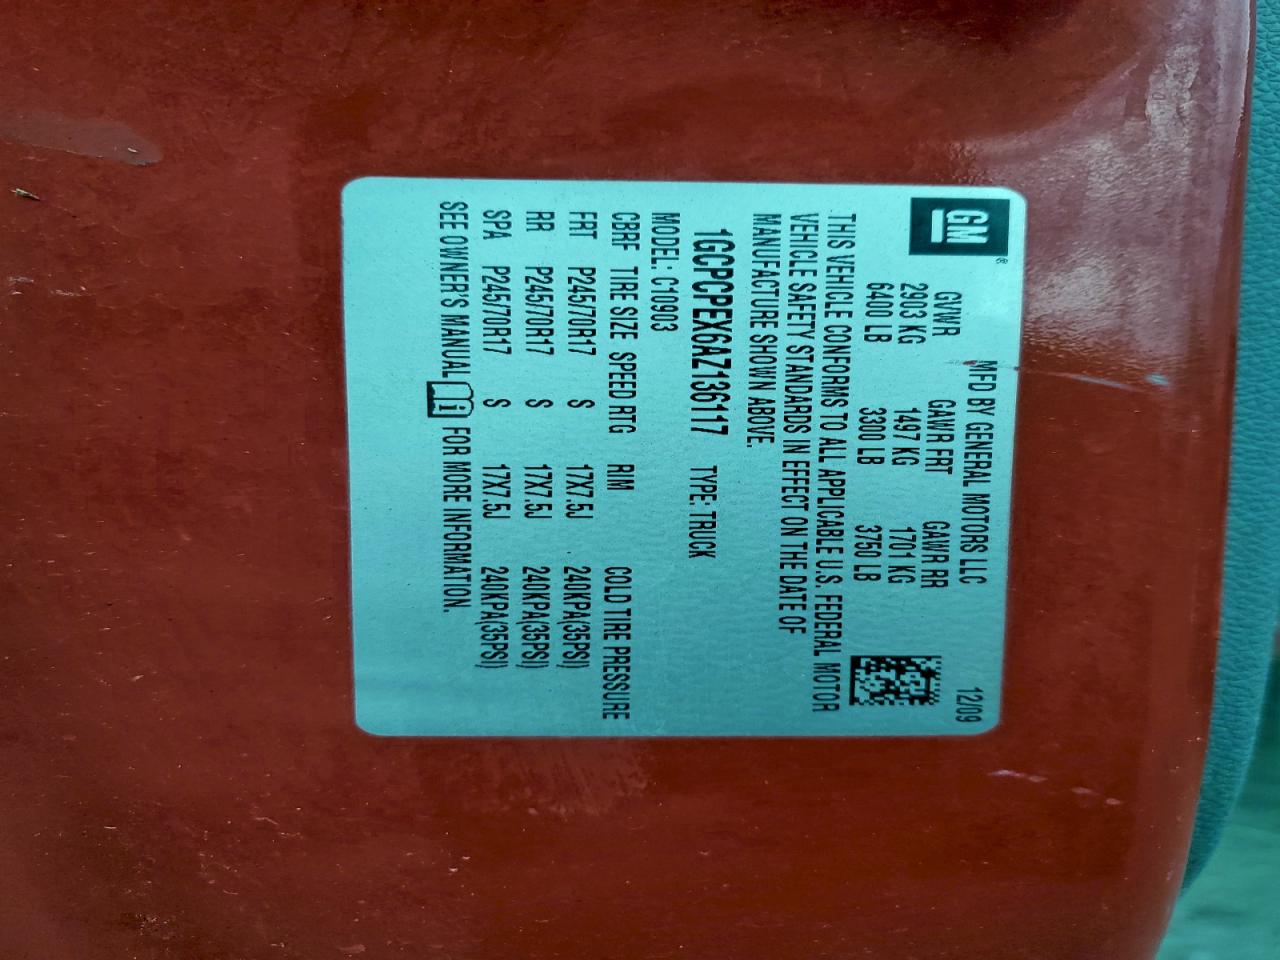 GM®
MFD BY GENERAL MOTORS LLC 12/09
GVWR GAWR FRT GAWR RR
2903 KG 1497 KG 1701 KG
6400 LB 3300 LB 3750 LB
THIS VEHICLE CONFORMS TO ALL APPLICABLE U.S. FEDERAL MOTOR
VEHICLE SAFETY STANDARDS IN EFFECT ON THE DATE OF
MANUFACTURE SHOWN ABOVE.
1GCPCPEX6AZ136117 TYPE: TRUCK
MODEL: C10903
CBRF TIRE SIZE SPEED RTG RIM COLD TIRE PRESSURE
FRT P245/70R17 S 17X7.5J 240KPA(35PSI)
RR P245/70R17 S 17X7.5J 240KPA(35PSI)
SPA P245/70R17 S 17X7.5J 240KPA(35PSI)
SEE OWNER'S MANUAL FOR MORE INFORMATION.